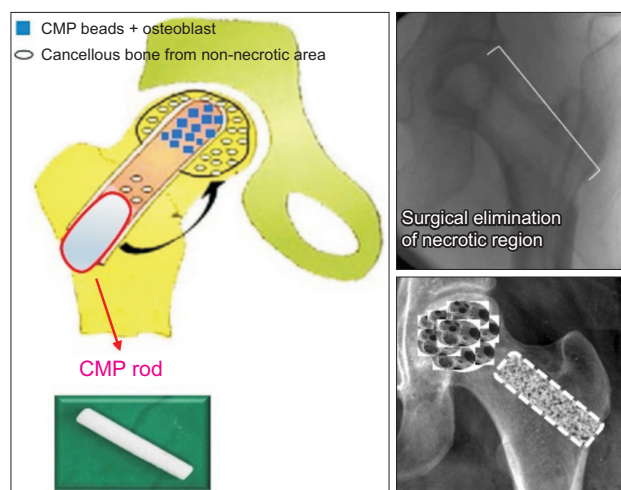 CMP beads + osteoblast
Cancellous bone from non-necrotic area
CMP rod
Surgical elimination
of necrotic region